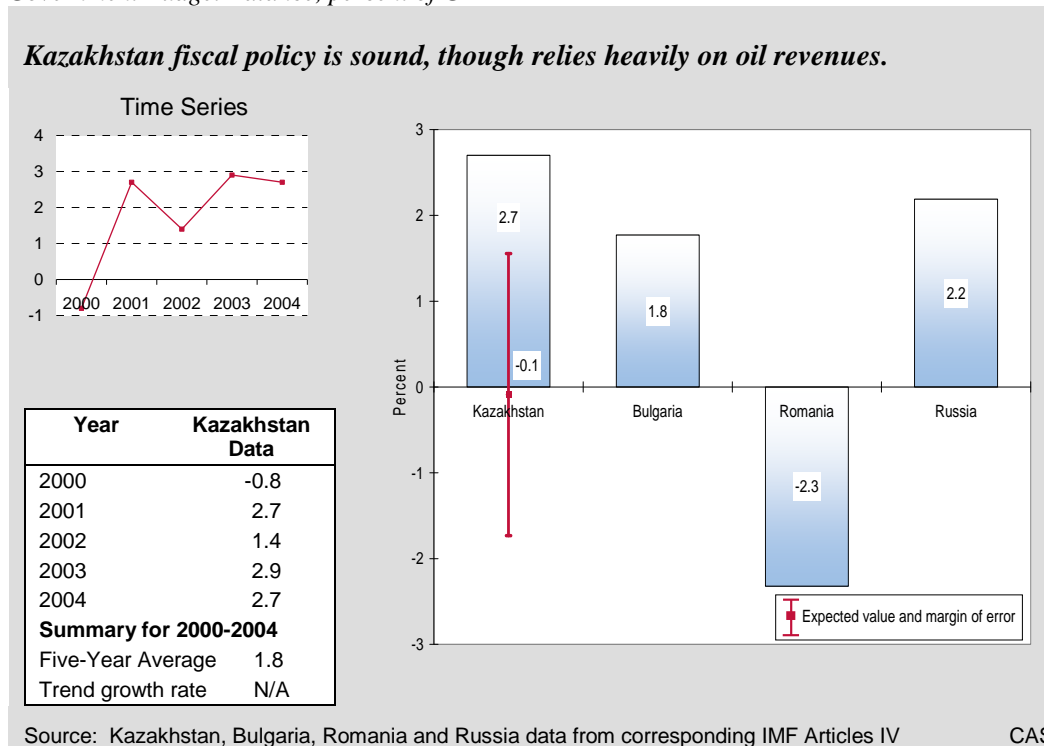 Kazakhstan fiscal policy is sound, though relies heavily on oil revenues.
Time Series
4
3
2
1
0
-1
2000 2001 2002 2003 2004
Year Kazakhstan Data
2000 -0.8
2001 2.7
2002 1.4
2003 2.9
2004 2.7
Summary for 2000-2004
Five-Year Average 1.8
Trend growth rate N/A
Percent
3
2
1
0
-1
-2
-3
2.7
-0.1
1.8
-2.3
2.2
Kazakhstan Bulgaria Romania Russia
Expected value and margin of error
Source: Kazakhstan, Bulgaria, Romania and Russia data from corresponding IMF Articles IV